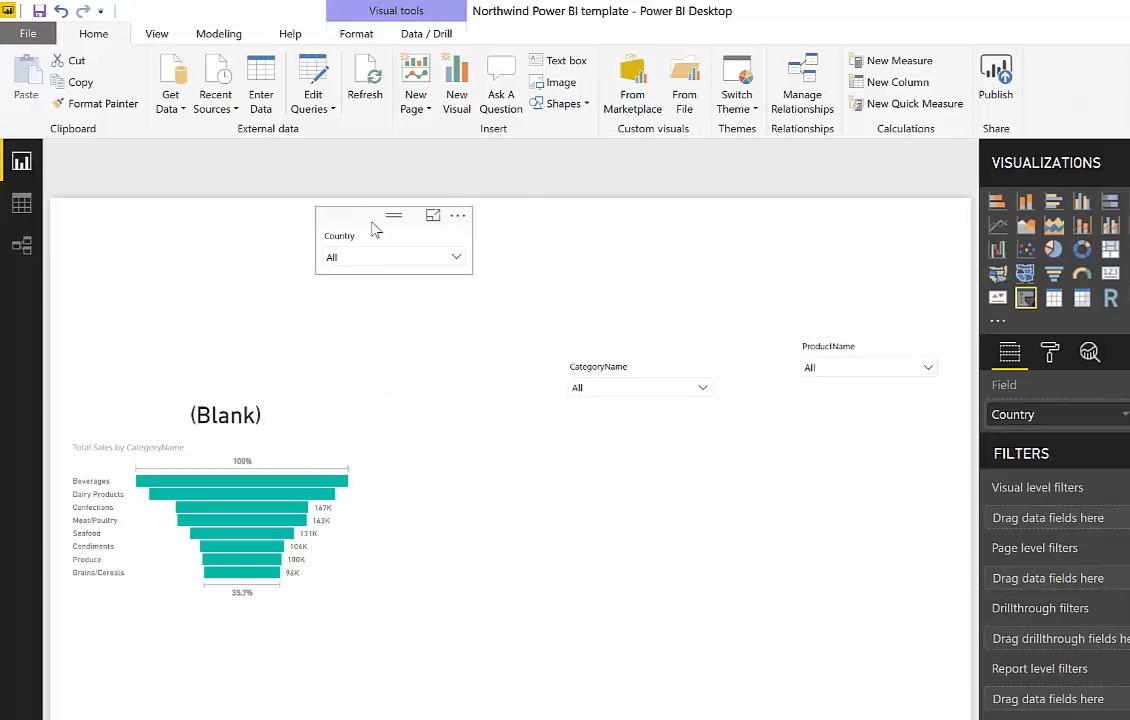 Visual tools
Northwind Power BI template - Power BI Desktop
File
Home
View
Modeling
Help
Format
Data / Drill
Paste
Cut
Copy
Format Painter
Clipboard
Get Data
Recent Sources
Enter Data
Edit Queries
Refresh
External data
New Page
New Visual
Ask A Question
Text box
Image
Shapes
Insert
From Marketplace
From File
Custom visuals
Switch Theme
Themes
Manage Relationships
Relationships
New Measure
New Column
New Quick Measure
Calculations
Publish
Share
Country
All
CategoryName
All
ProductName
All
(Blank)
Total Sales by CategoryName
100%
Beverages
Dairy Products
Confections 167K
Meat/Poultry 163K
Seafood 131K
Condiments 106K
Produce 100K
Grains/Cereals 96K
35.7%
VISUALIZATIONS
123
R
Field
Country
FILTERS
Visual level filters
Drag data fields here
Page level filters
Drag data fields here
Drillthrough filters
Drag drillthrough fields he
Report level filters
Drag data fields here